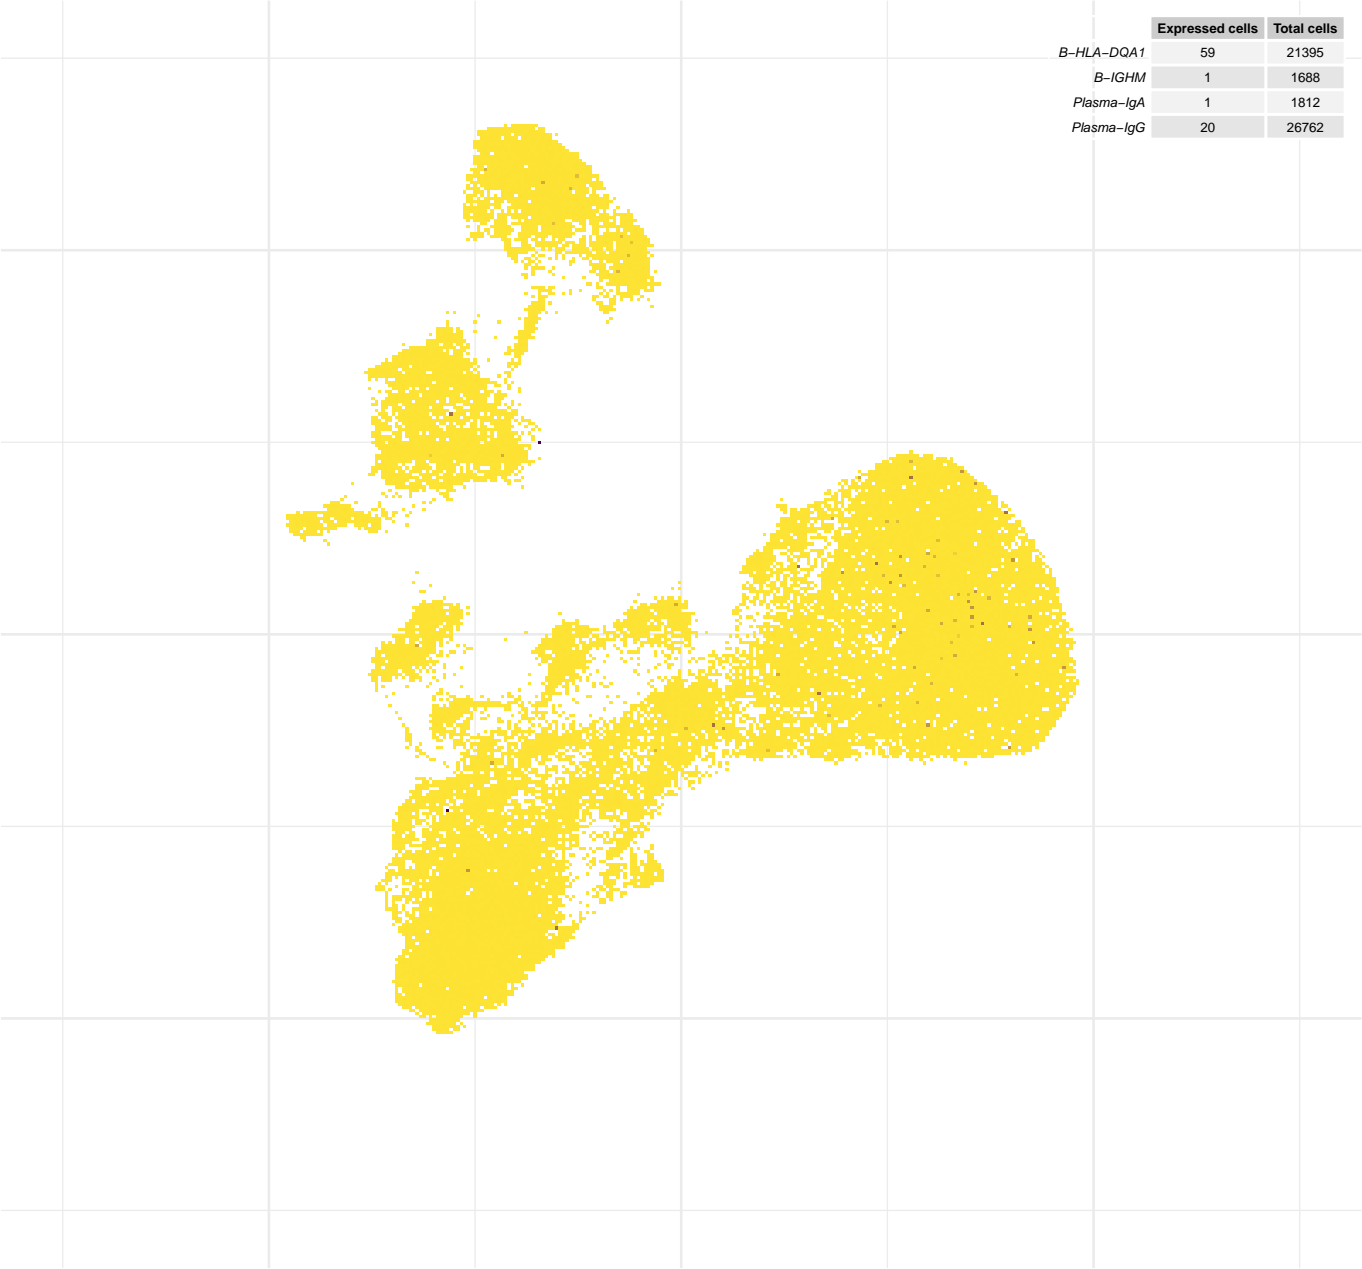 Expressed cells Total cells
B−HLA−DQA1 59 21395
B−IGHM 1 1688
Plasma−IgA 1 1812
Plasma−IgG 20 26762